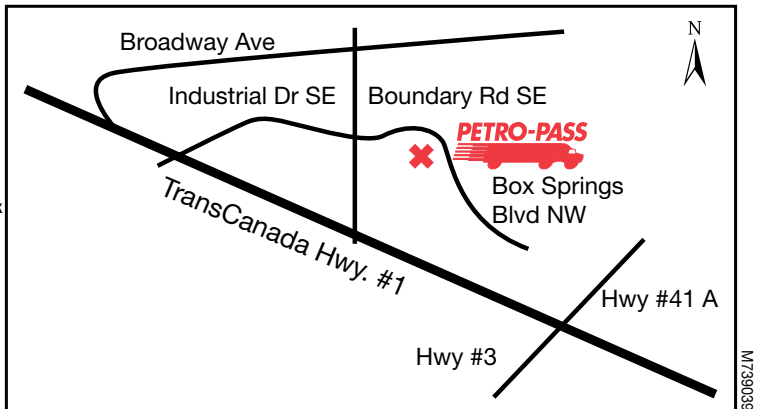 N
Broadway Ave
Industrial Dr SE
Boundary Rd SE
PETRO-PASS
Box Springs
Blvd NW
TransCanada Hwy. #1
Hwy #41 A
Hwy #3
M739039